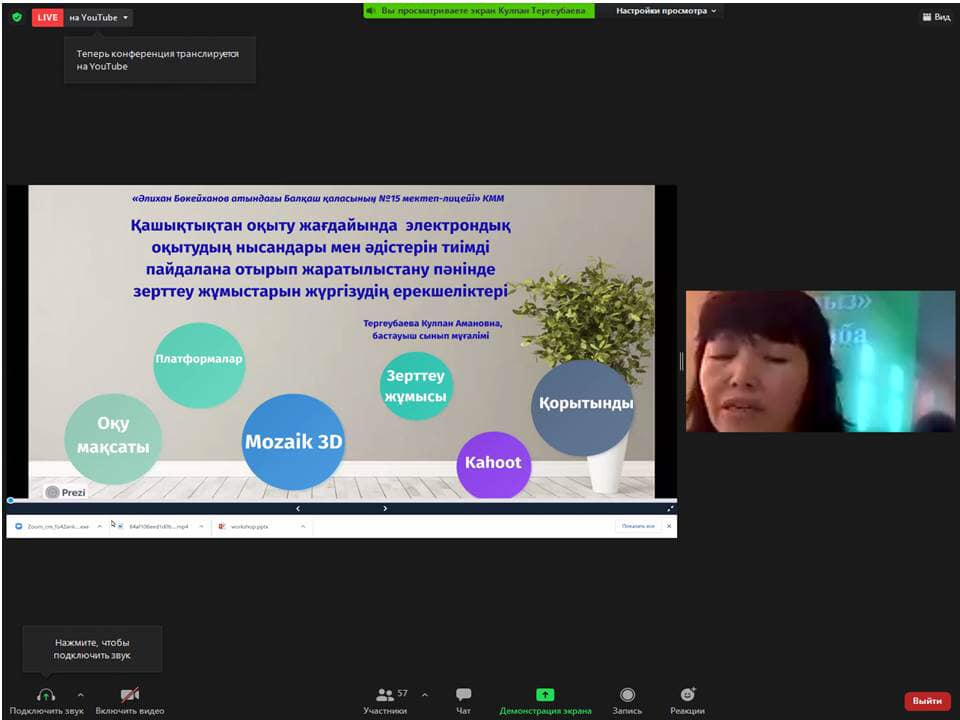 LIVE на YouTube
Вы просматриваете экран Кулпан Тергеубаева
Настройки просмотра
Вид
Теперь конференция транслируется
на YouTube
«Әлихан Бөкейханов атындағы Балқаш қаласының №15 мектеп-лицейі» КММ
Қашықтықтан оқыту жағдайында электрондық
оқытудың нысандары мен әдістерін тиімді
пайдалана отырып жаратылыстану пәнінде
зерттеу жұмыстарын жүргізудің ерекшеліктері
Тергеубаева Кулпан Амановна,
бастауыш сынып мұғалімі
Платформалар
Зерттеу
жұмысы
Оқу
мақсаты
Mozaik 3D
Қорытынды
Kahoot
Prezi
workshop.pptx
Показать все
Нажмите, чтобы
подключить звук
Подключить звук
Включить видео
57
Участники
Чат
Демонстрация экрана
Запись
Реакции
Выйти